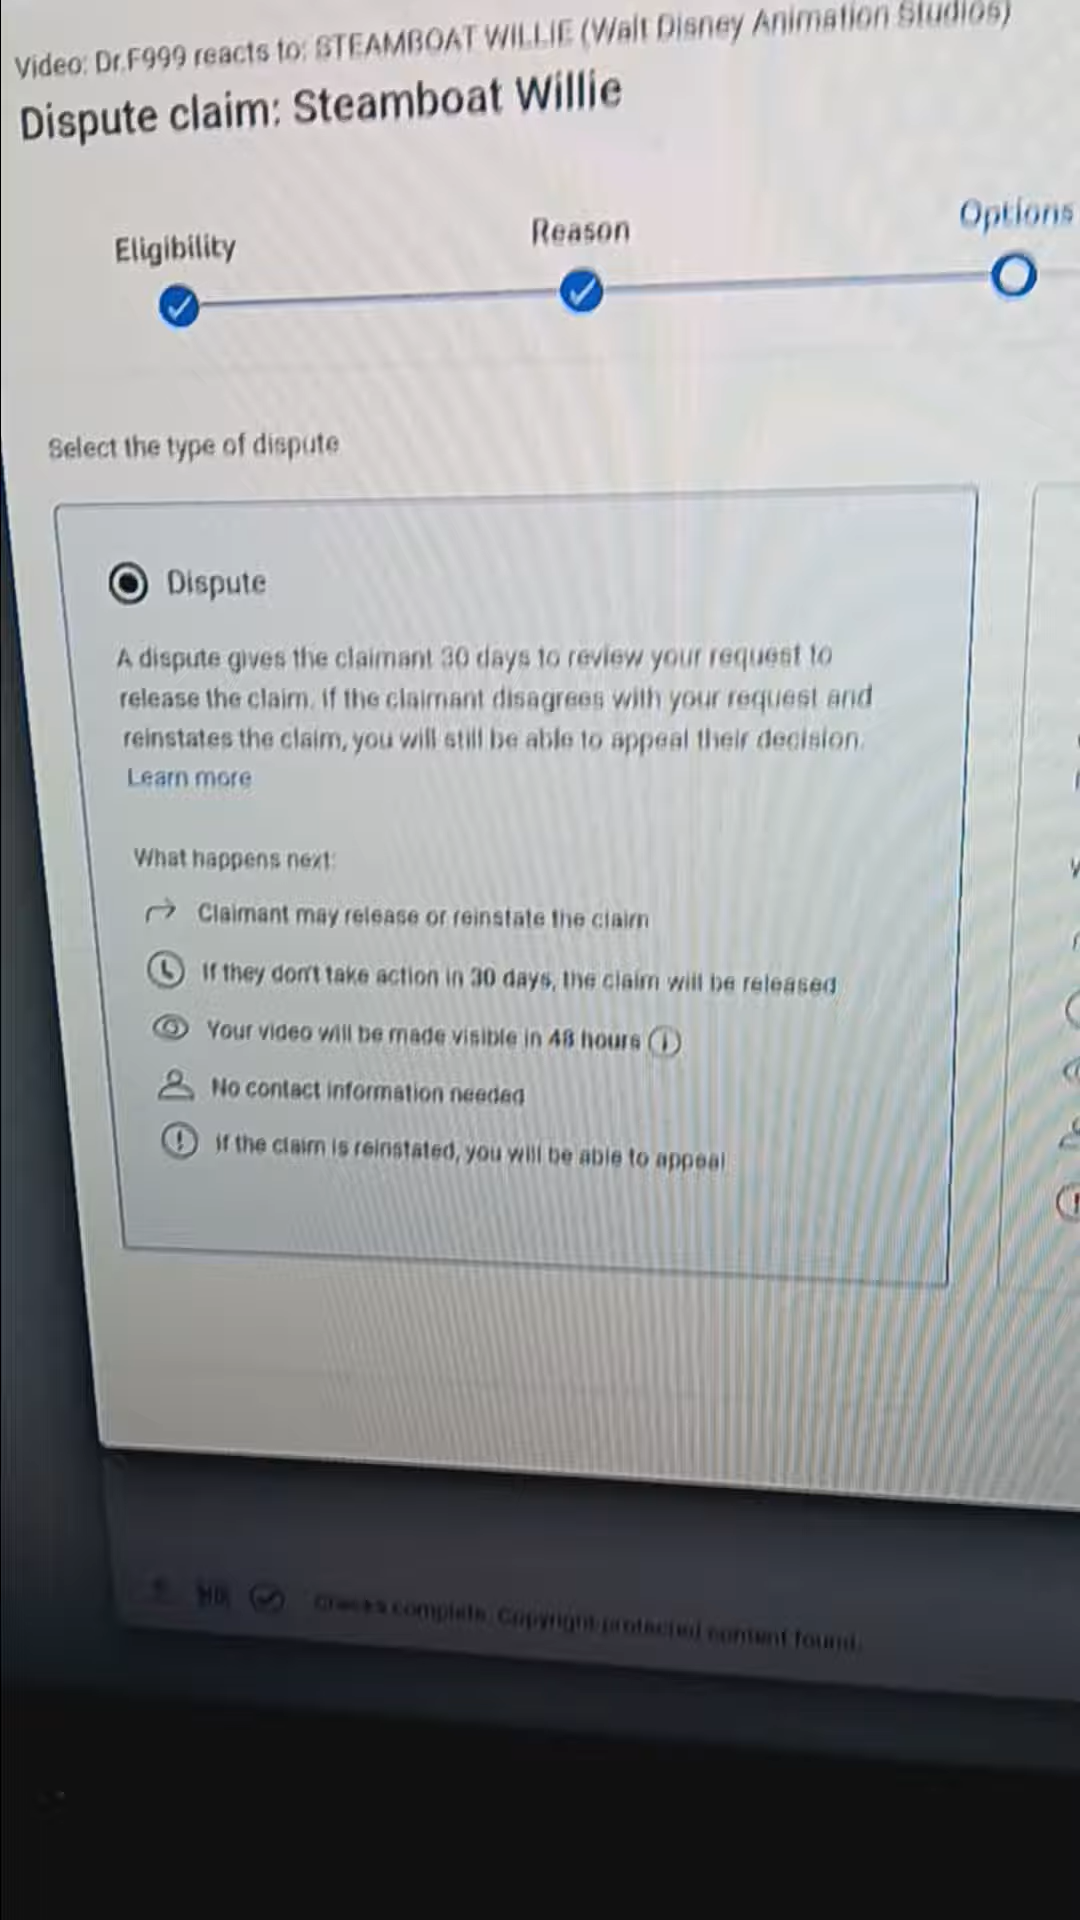 Video: Dr.F999 reacts to: STEAMBOAT WILLIE (Walt Disney Animation Studios)
Dispute claim: Steamboat Willie
Eligibility
Reason
Options
Select the type of dispute
Dispute
A dispute gives the claimant 30 days to review your request to
release the claim. If the claimant disagrees with your request and
reinstates the claim, you will still be able to appeal their decision.
Learn more
What happens next:
Claimant may release or reinstate the claim
If they don't take action in 30 days, the claim will be released
Your video will be made visible in 48 hours
No contact information needed
If the claim is reinstated, you will be able to appeal
Checks complete. Copyright-protected content found.